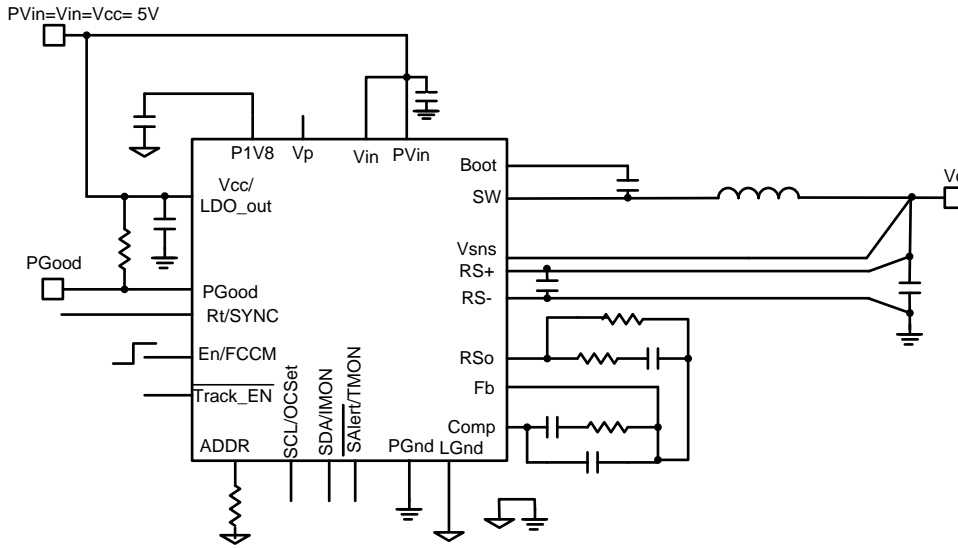 PVin=Vin=Vcc= 5V
P1V8
Vp
Vin
PVin
Boot
SW
Vcc/
LDO_out
Vsns
RS+
RS-
PGood
PGood
Rt/SYNC
En/FCCM
Track_EN
RSo
Fb
Comp
ADDR
SCL/OCSet
SDA/IMON
SAlert/TMON
PGnd
LGnd